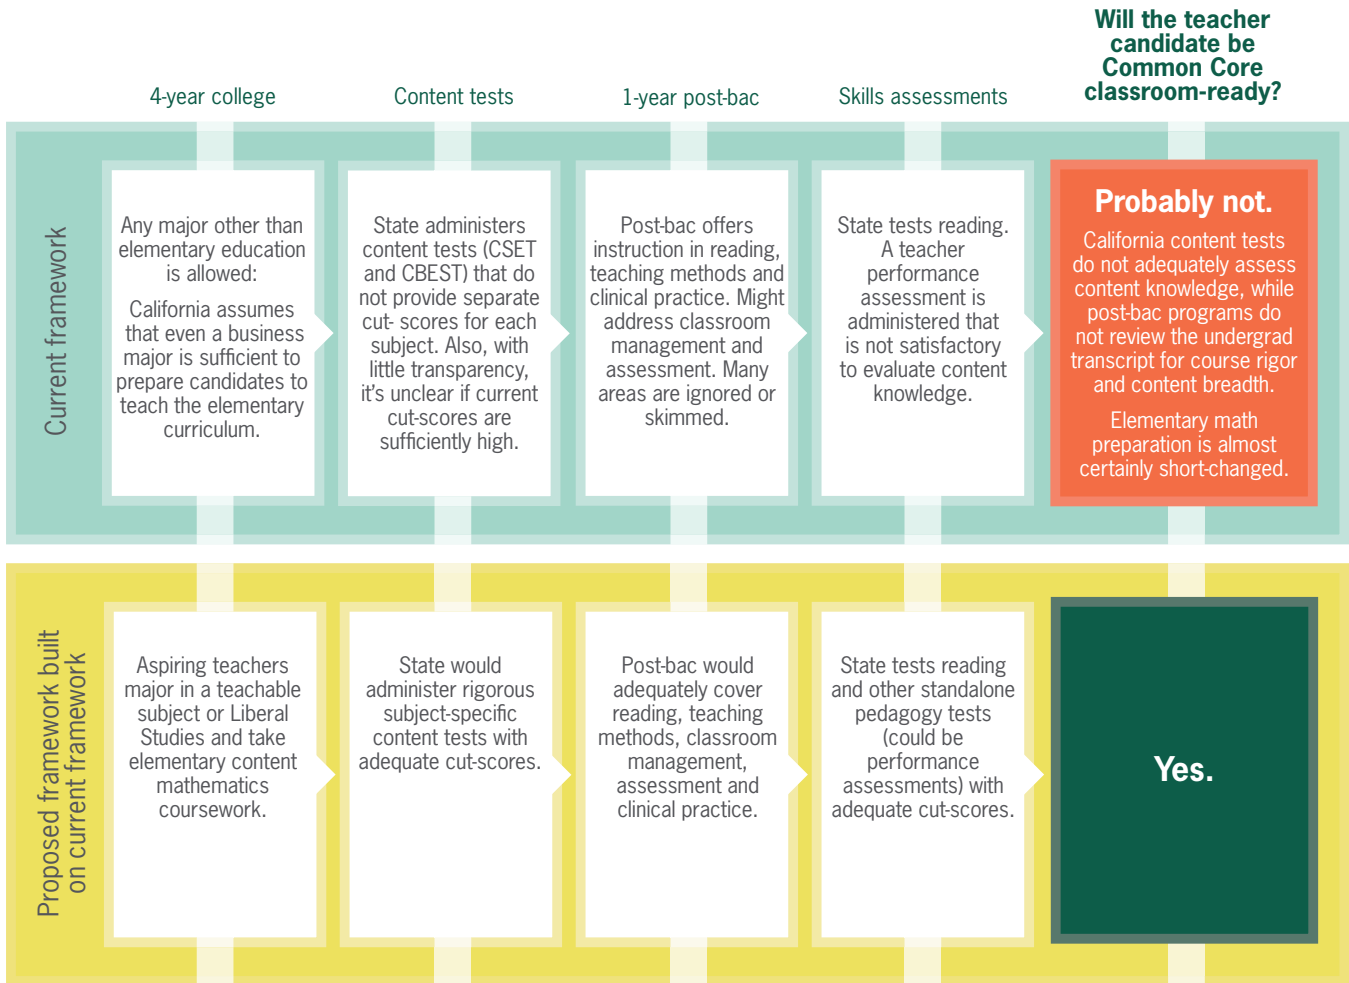 Will the teacher
candidate be
Common Core
classroom-ready?
4-year college
Content tests
1-year post-bac
Skills assessments
Current framework
Any major other than
elementary education
is allowed:
California assumes
that even a business
major is sufficient to
prepare candidates to
teach the elementary
curriculum.
State administers
content tests (CSET
and CBEST) that do
not provide separate
cut- scores for each
subject. Also, with
little transparency,
it's unclear if current
cut-scores are
sufficiently high.
Post-bac offers
instruction in reading,
teaching methods and
clinical practice. Might
address classroom
management and
assessment. Many
areas are ignored or
skimmed.
State tests reading.
A teacher
performance
assessment is
administered that
is not satisfactory
to evaluate content
knowledge.
Probably not.
California content tests
do not adequately assess
content knowledge, while
post-bac programs do
not review the undergrad
transcript for course rigor
and content breadth.
Elementary math
preparation is almost
certainly short-changed.
Proposed framework built
on current framework
Aspiring teachers
major in a teachable
subject or Liberal
Studies and take
elementary content
mathematics
coursework.
State would
administer rigorous
subject-specific
content tests with
adequate cut-scores.
Post-bac would
adequately cover
reading, teaching
methods, classroom
management,
assessment and
clinical practice.
State tests reading
and other standalone
pedagogy tests
(could be
performance
assessments) with
adequate cut-scores.
Yes.